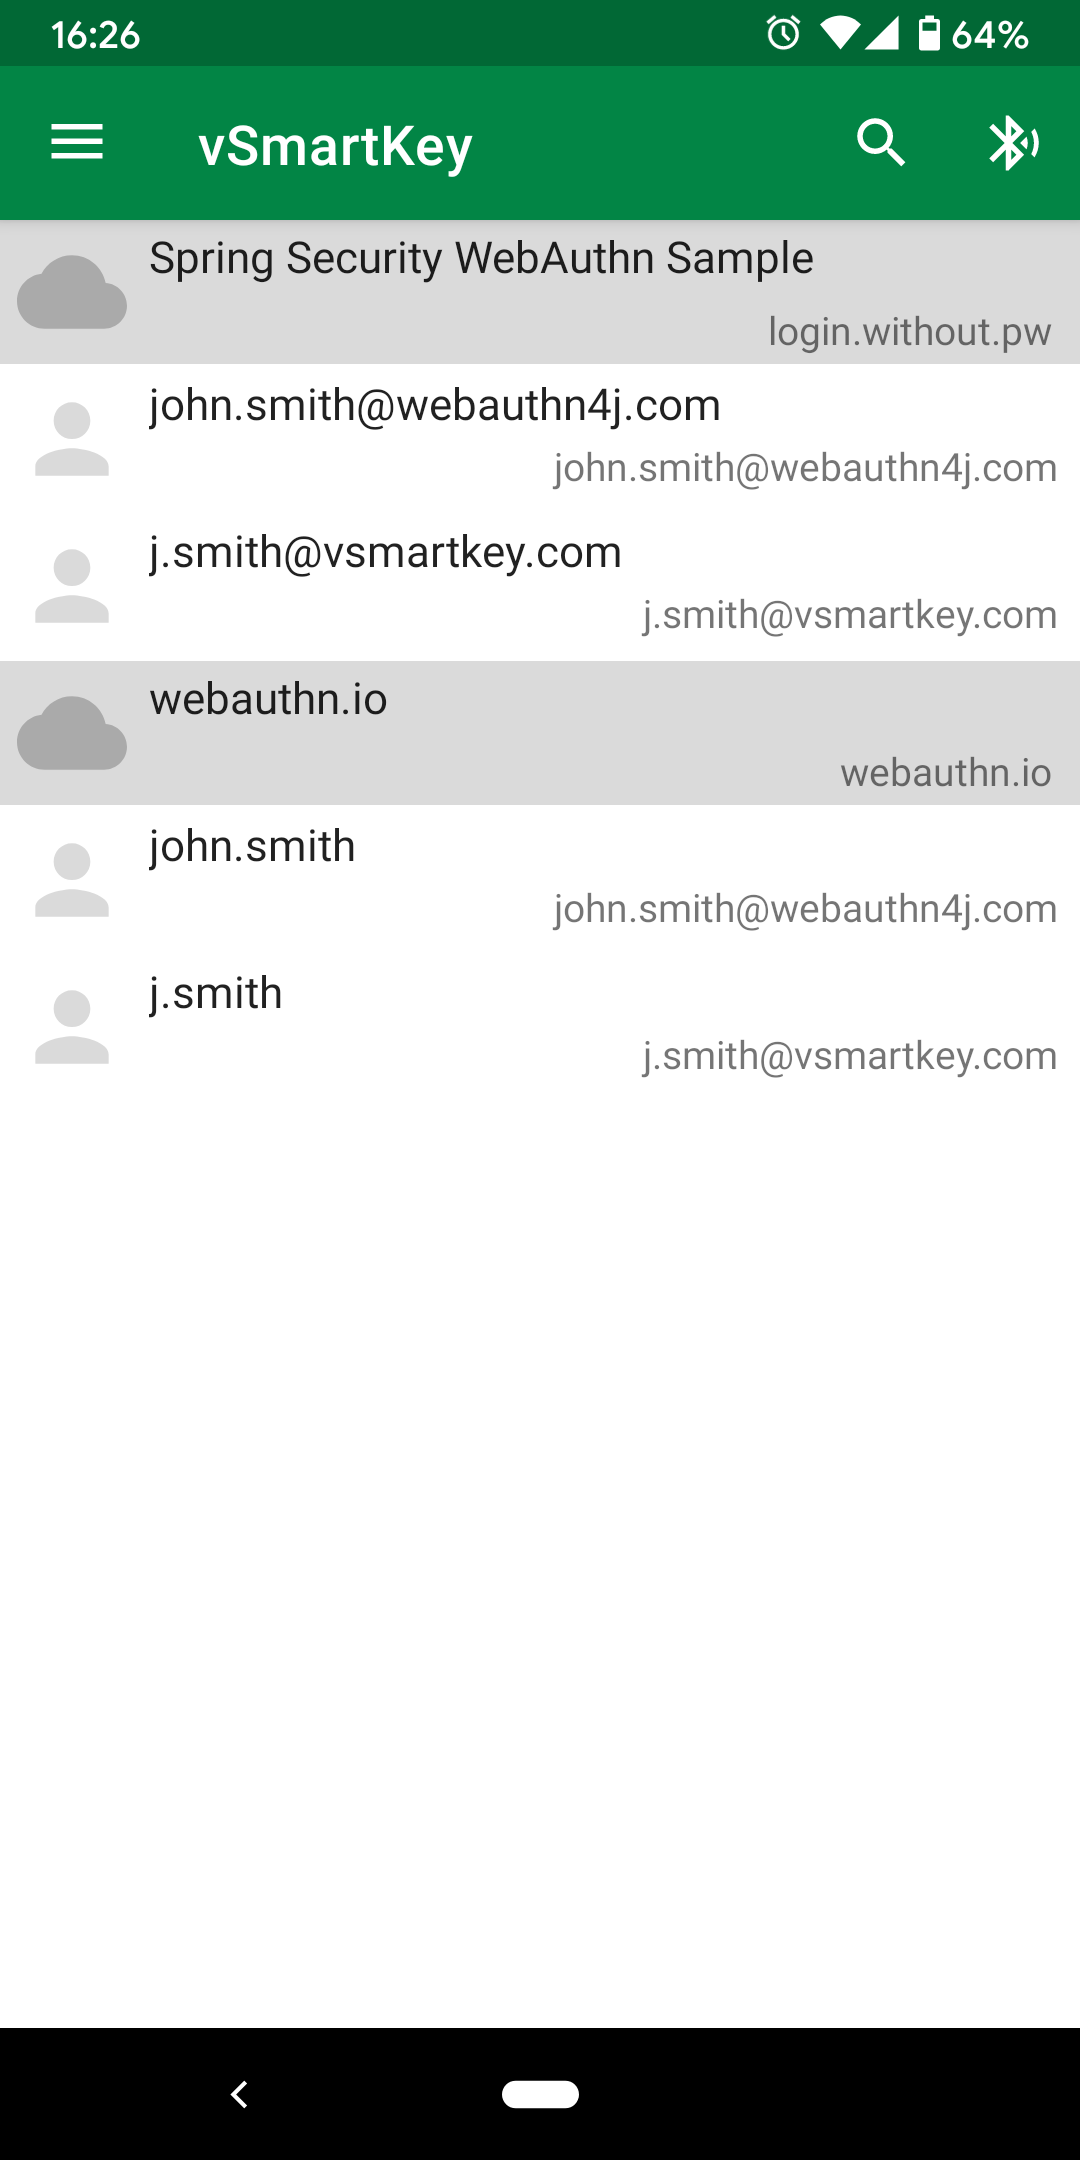 16:26 64%
vSmartKey
Spring Security WebAuthn Sample
login.without.pw
john.smith@webauthn4j.com
john.smith@webauthn4j.com
j.smith@vsmartkey.com
j.smith@vsmartkey.com
webauthn.io
webauthn.io
john.smith
john.smith@webauthn4j.com
j.smith
j.smith@vsmartkey.com